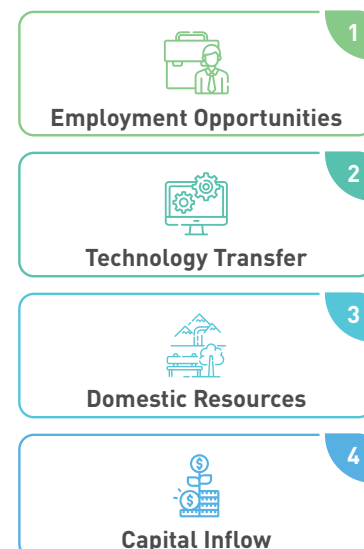 1
Employment Opportunities
2
Technology Transfer
3
Domestic Resources
4
Capital Inflow